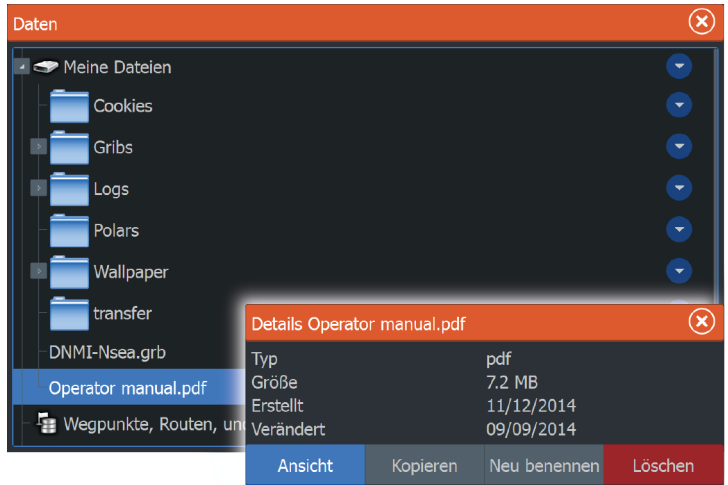 Daten
Meine Dateien
Cookies
Gribs
Logs
Polars
Wallpaper
transfer
DNMI-Nsea.grb
Operator manual.pdf
Wegpunkte, Routen,
Details Operator manual.pdf
Typ pdf
Größe 7.2 MB
Erstellt 11/12/2014
Verändert 09/09/2014
Ansicht Kopieren Neu benennen Löschen